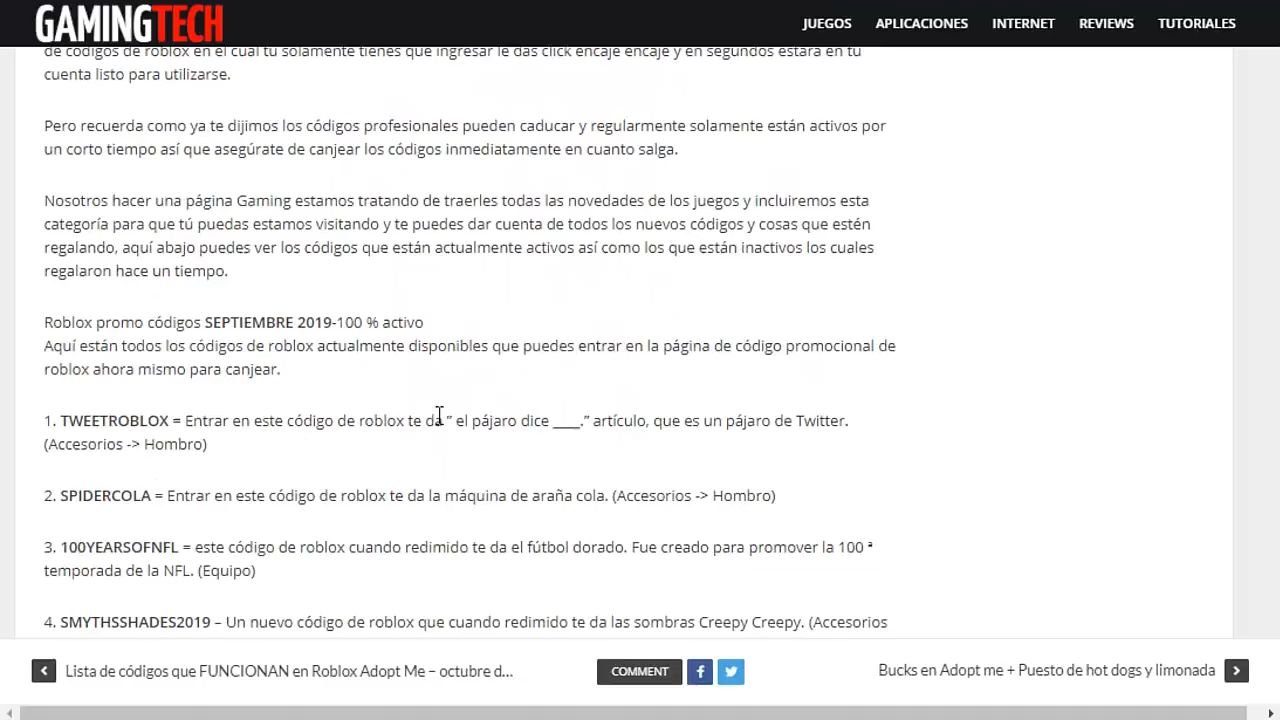 GAMINGTECH
JUEGOS APLICACIONES INTERNET REVIEWS TUTORIALES
de códigos de roblox en el cual tu solamente tienes que ingresar le das click encaje encaje y en segundos estará en tu
cuenta listo para utilizarse.
Pero recuerda como ya te dijimos los códigos profesionales pueden caducar y regularmente solamente están activos por
un corto tiempo así que asegúrate de canjear los códigos inmediatamente en cuanto salga.
Nosotros hacer una página Gaming estamos tratando de traerles todas las novedades de los juegos y incluiremos esta
categoría para que tú puedas estamos visitando y te puedes dar cuenta de todos los nuevos códigos y cosas que estén
regalando, aquí abajo puedes ver los códigos que están actualmente activos así como los que están inactivos los cuales
regalaron hace un tiempo.
Roblox promo códigos SEPTIEMBRE 2019-100 % activo
Aquí están todos los códigos de roblox actualmente disponibles que puedes entrar en la página de código promocional de
roblox ahora mismo para canjear.
1. TWEETROBLOX = Entrar en este código de roblox te da ” el pájaro dice ____.” artículo, que es un pájaro de Twitter.
(Accesorios -> Hombro)
2. SPIDERCOLA = Entrar en este código de roblox te da la máquina de araña cola. (Accesorios -> Hombro)
3. 100YEARSOFNFL = este código de roblox cuando redimido te da el fútbol dorado. Fue creado para promover la 100 ª
temporada de la NFL. (Equipo)
4. SMYTHSSHADES2019 – Un nuevo código de roblox que cuando redimido te da las sombras Creepy Creepy. (Accesorios
Lista de códigos que FUNCIONAN en Roblox Adopt Me – octubre d... COMMENT Bucks en Adopt me + Puesto de hot dogs y limonada